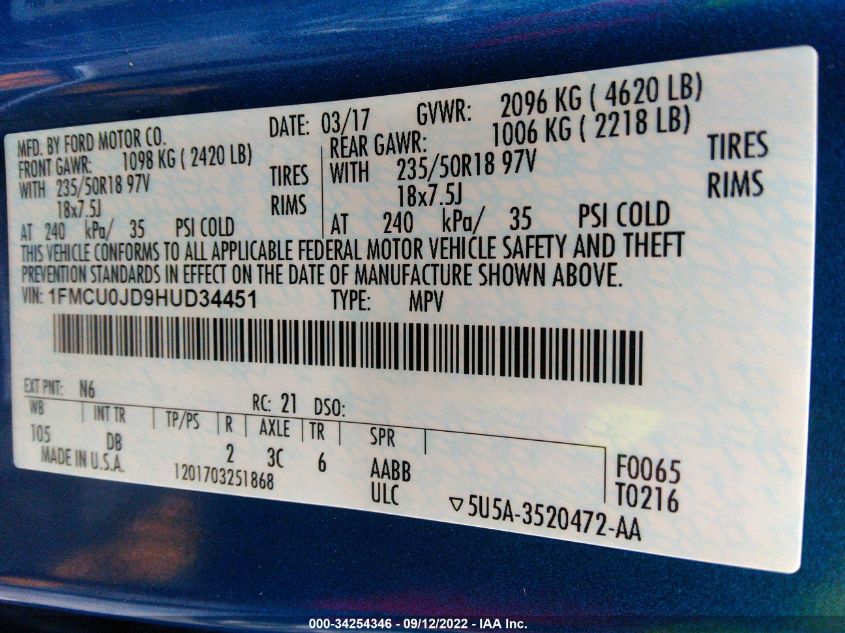 MFD. BY FORD MOTOR CO.
DATE: 03/17 GVWR: 2096 KG ( 4620 LB)
FRONT GAWR: 1098 KG ( 2420 LB) REAR GAWR: 1006 KG ( 2218 LB)
WITH 235/50R18 97V TIRES WITH 235/50R18 97V TIRES
18x7.5J RIMS 18x7.5J RIMS
AT 240 kPa/ 35 PSI COLD AT 240 kPa/ 35 PSI COLD
THIS VEHICLE CONFORMS TO ALL APPLICABLE FEDERAL MOTOR VEHICLE SAFETY AND THEFT
PREVENTION STANDARDS IN EFFECT ON THE DATE OF MANUFACTURE SHOWN ABOVE.
VIN: 1FMCU0JD9HUD34451 TYPE: MPV
EXT PNT: N6 RC: 21 DSO:
WB INT TR TP/PS R AXLE TR SPR
105 DB 2 3C 6 AABB F0065
MADE IN U.S.A. 1201703251868 ULC T0216
▽5U5A-3520472-AA
000-34254346 - 09/12/2022 - IAA Inc.